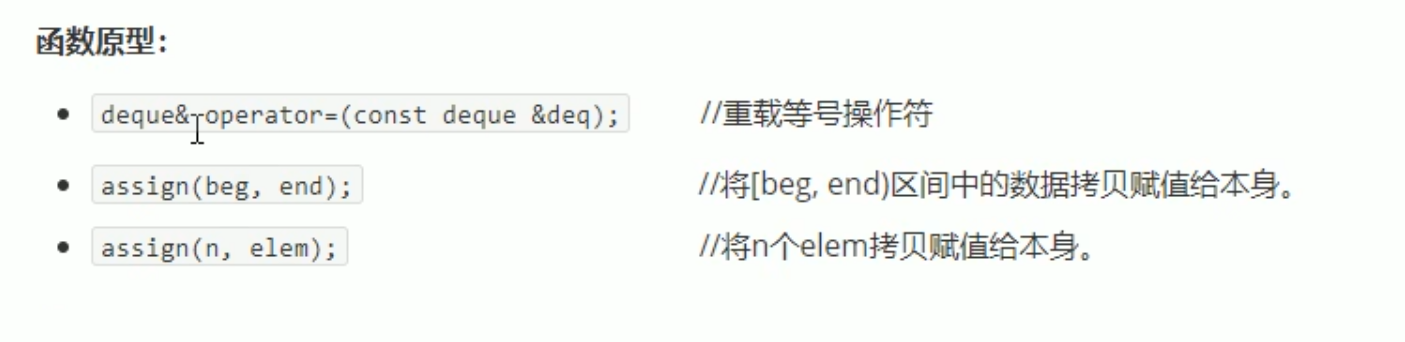 函数原型：
deque& operator=(const deque &deq); //重载等号操作符
assign(beg, end); //将[beg, end)区间中的数据拷贝赋值给本身。
assign(n, elem); //将n个elem拷贝赋值给本身。